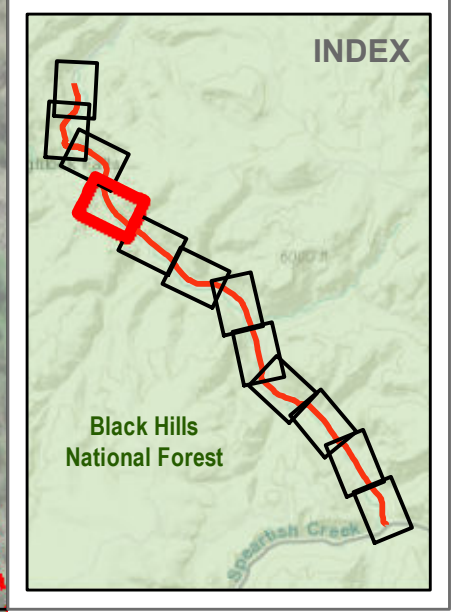 INDEX
6000 ft
Black Hills
National Forest
Spearfish Creek